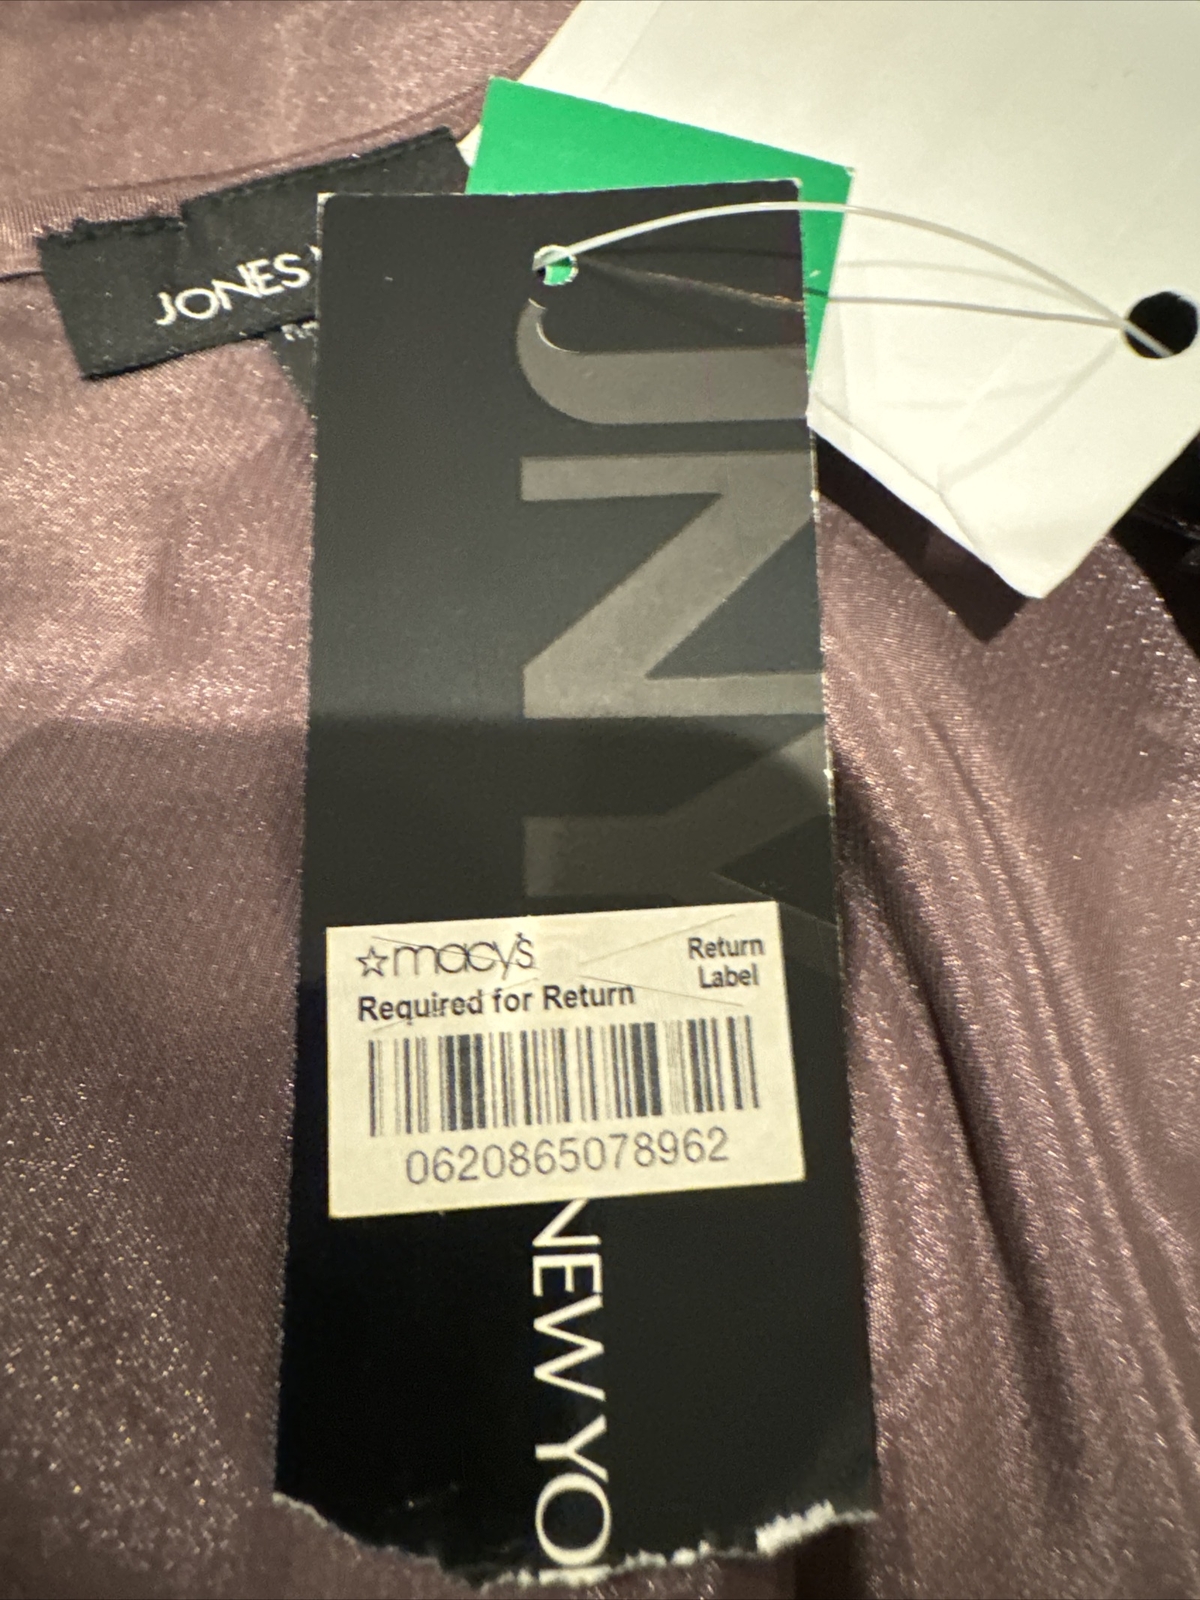 JONES
JNY
☆macy's
Return
Label
Required for Return
0620865078962
NEW YO